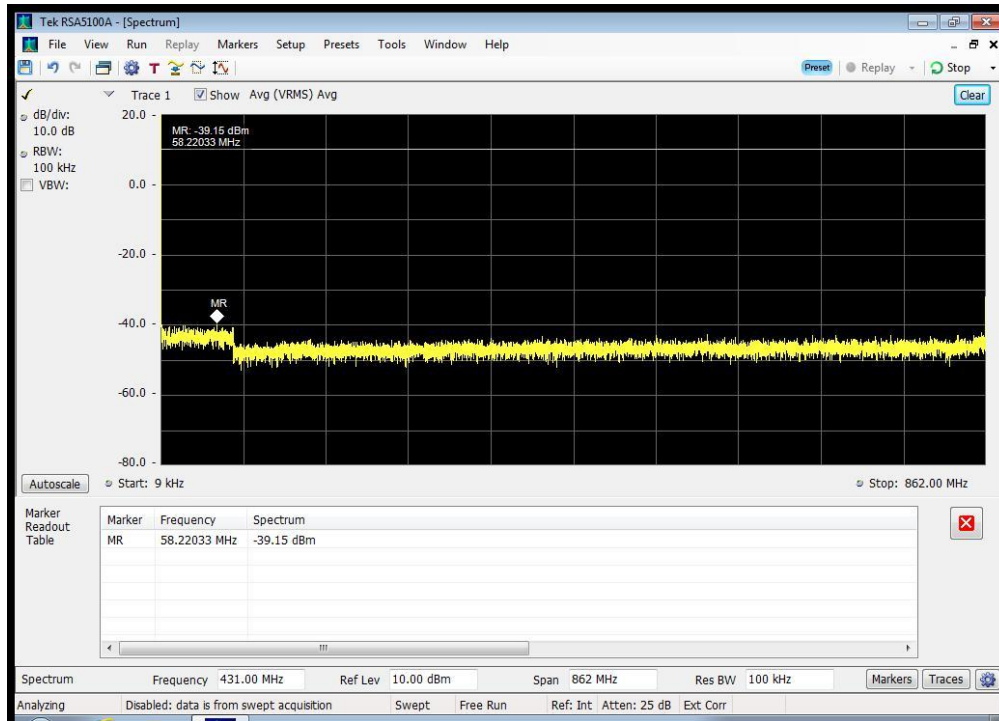 Tek RSA5100A - [Spectrum]
File View Run Replay Markers Setup Presets Tools Window Help
T Preset Replay Stop
Trace 1 Show Avg (VRMS) Avg Clear
dB/div:
10.0 dB
RBW:
100 kHz
VBW:
20.0
0.0
-20.0
-40.0
-60.0
-80.0
MR: -39.15 dBm
58.22033 MHz
MR
Autoscale Start: 9 kHz Stop: 862.00 MHz
Marker
Readout
Table
Marker Frequency Spectrum
MR 58.22033 MHz -39.15 dBm
Spectrum Frequency 431.00 MHz Ref Lev 10.00 dBm Span 862 MHz Res BW 100 kHz Markers Traces
Analyzing Disabled: data is from swept acquisition Swept Free Run Ref: Int Atten: 25 dB Ext Corr